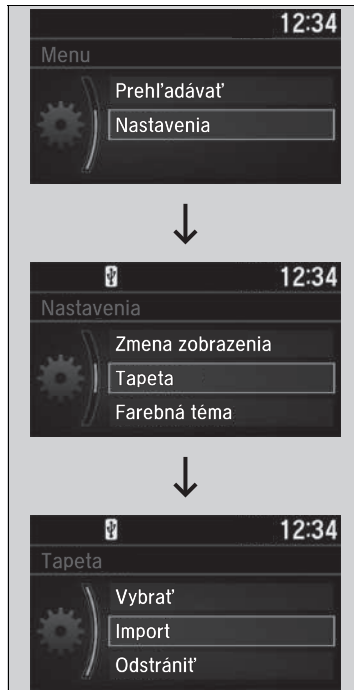 12:34
Menu
Prehľadávať
Nastavenia
12:34
Nastavenia
Zmena zobrazenia
Tapeta
Farebná téma
12:34
Tapeta
Vybrať
Import
Odstrániť